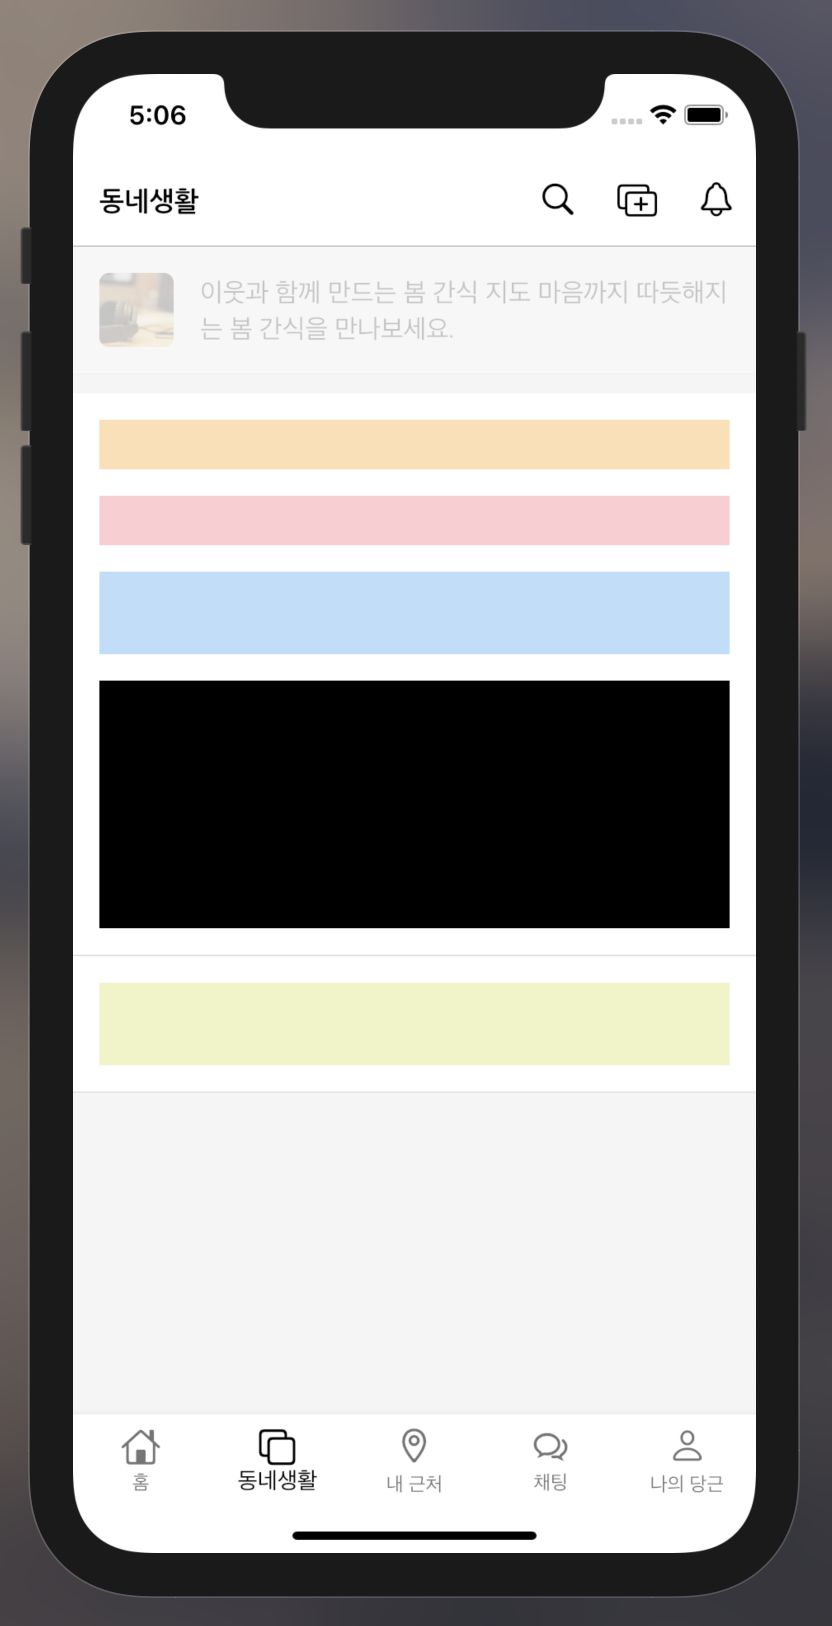 5:06
동네생활
이웃과 함께 만드는 봄 간식 지도 마음까지 따듯해지
는 봄 간식을 만나보세요.
홈
동네생활
내 근처
채팅
나의 당근